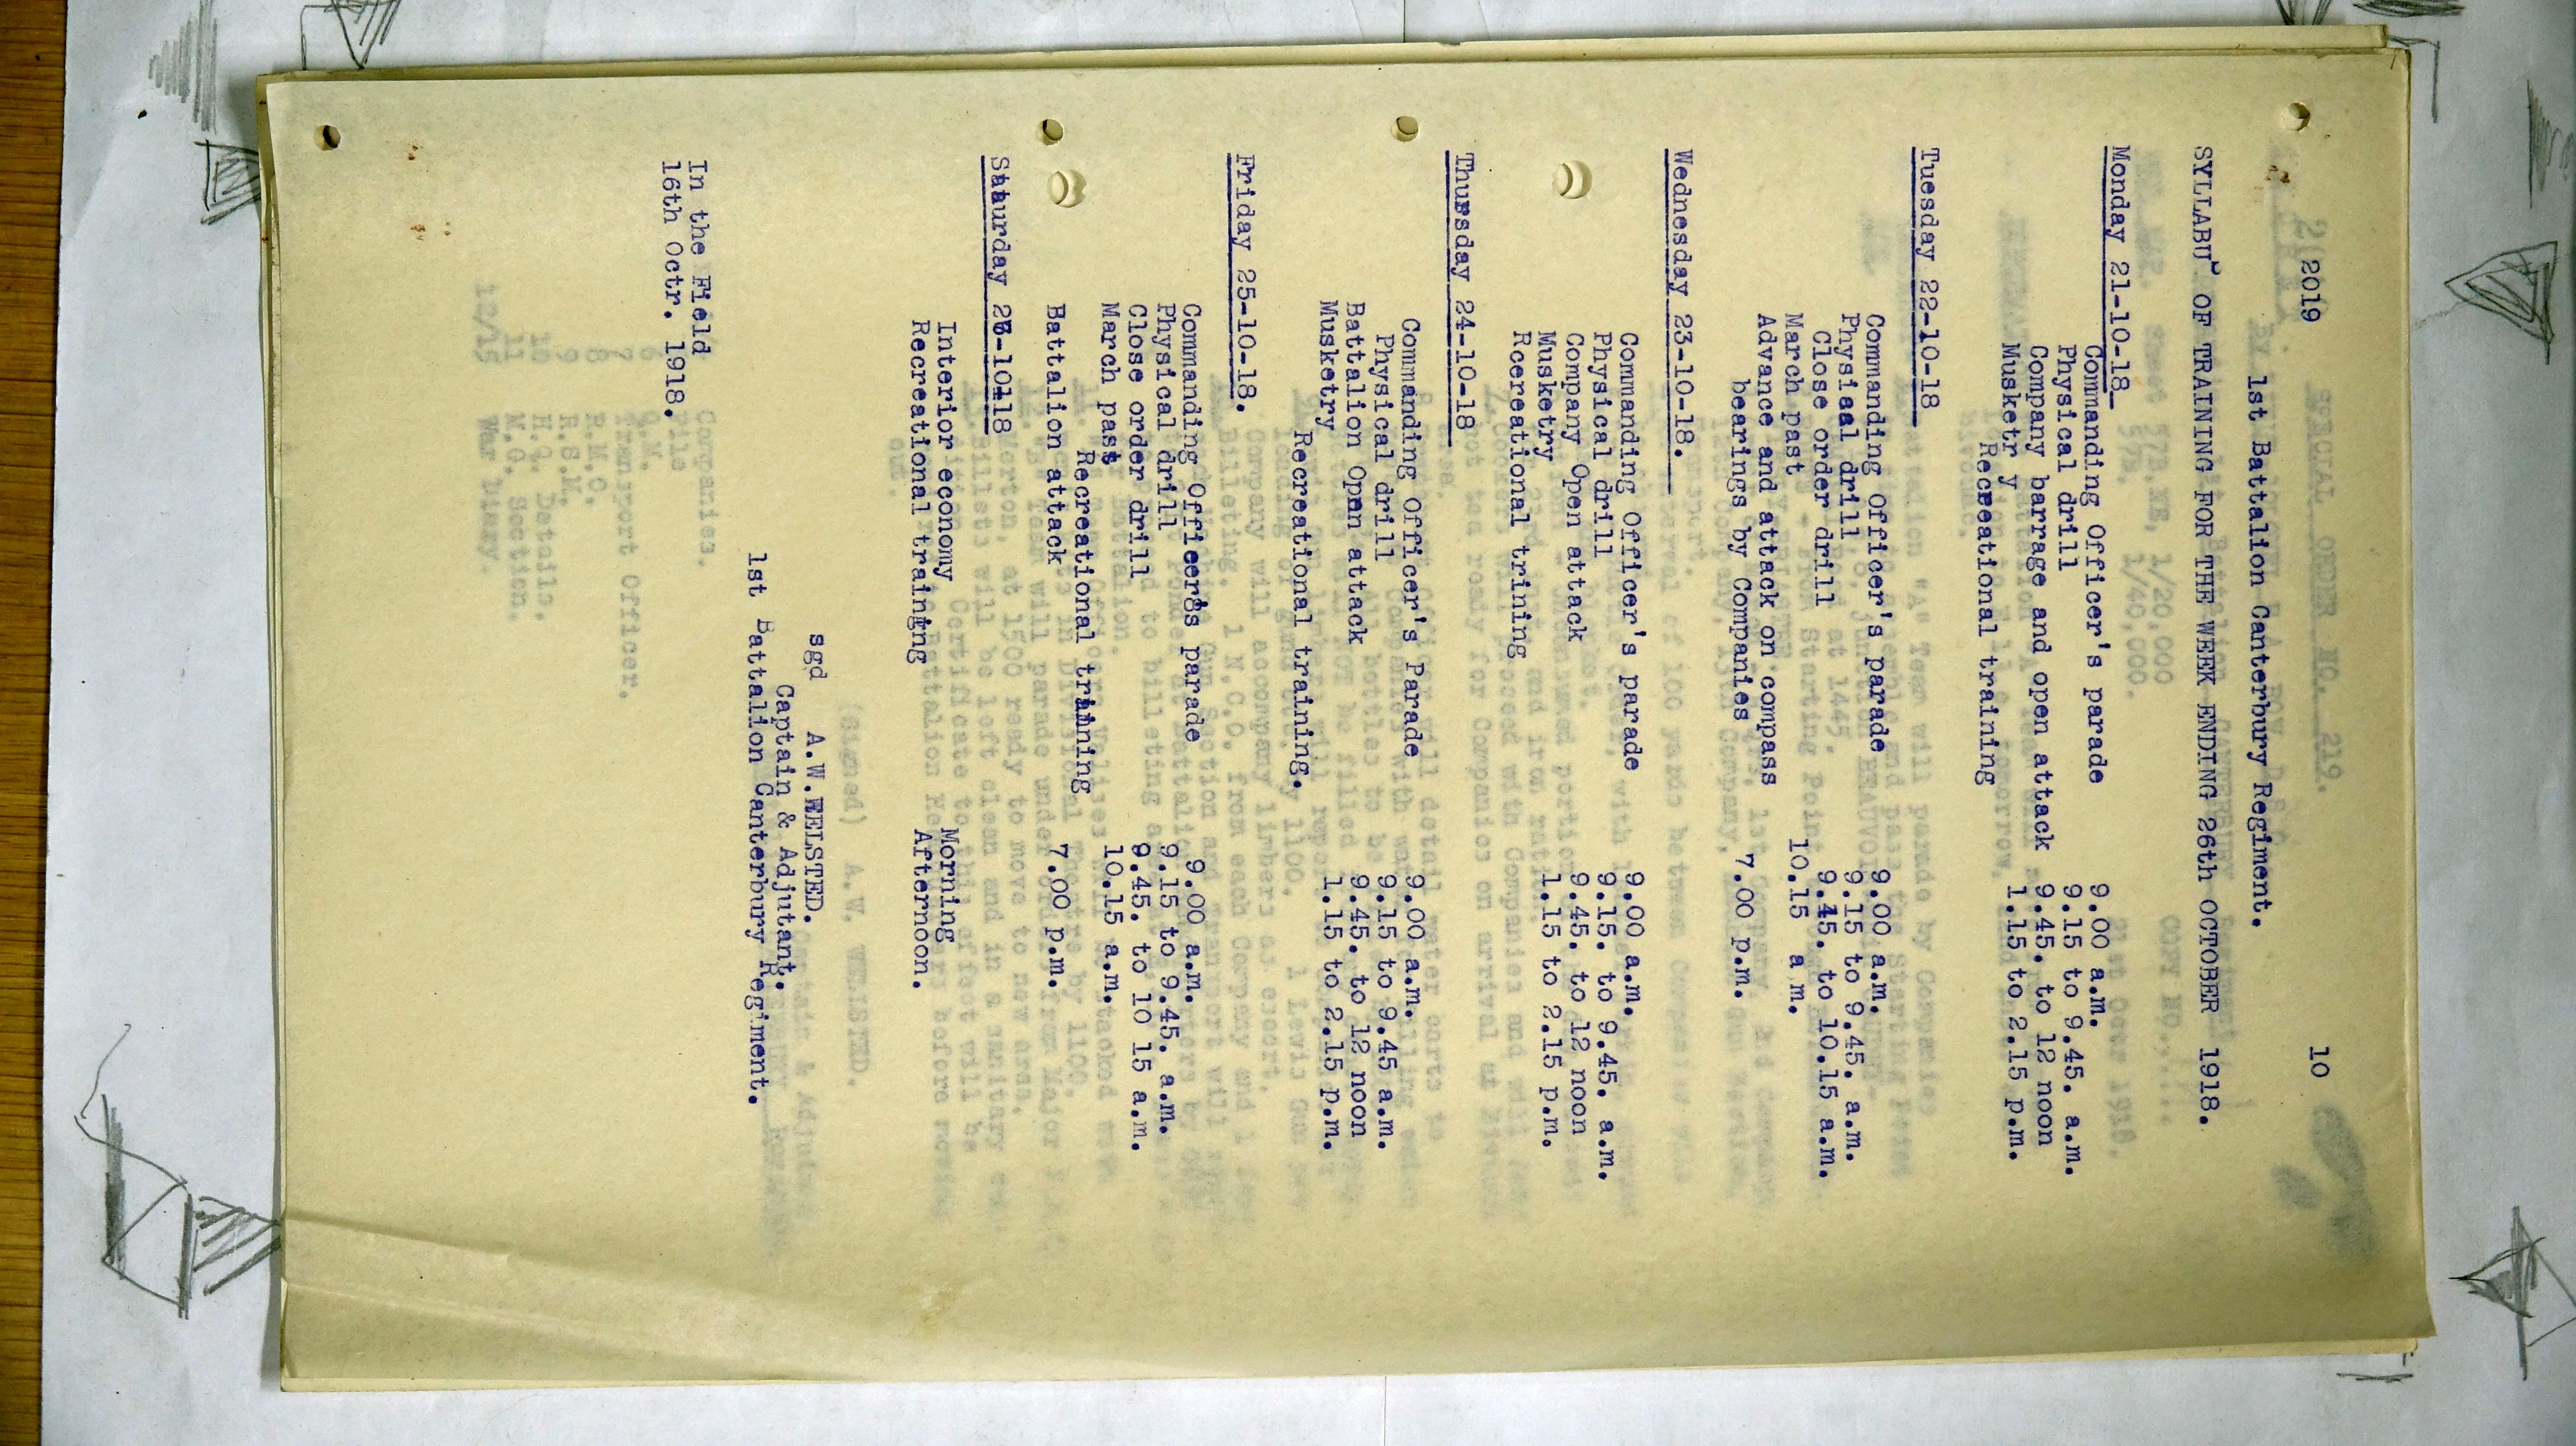 2019 10
1st Battalion Canterbury Regiment.
SYLLABUS OF TRAINING FOR THE WEEK ENDING 26th OCTOBER 1918.
Monday 21-10-18
Commanding Officer's parade 9.00 a.m.
Physical drill 9.15 to 9.45. a.m.
Company barrage and open attack 9.45. to 12 noon
Musketr y 1.15 to 2.15 p.m.
Recreational training
Tuesday 22-10-18
Commanding Officer's parade 9.00 a.m.
Physical drill 9.15 to 9.45. a.m.
Close order drill 9.45. to 10.15 a.m.
March past 10.15 a m.
Advance and attack on compass
bearings by Companies 7.00 p.m.
Wednesday 23-10-18.
Commanding Officer's parade 9.00 a.m.
Physical drill 9.15. to 9.45. a.m.
Company Open attack 9.45. to 12 noon
Musketry 1.15 to 2.15 p.m.
Rcereational trining
Thursday 24-10-18
Commanding Officer's Parade 9.00 a.m.
Physical drill 9.15 to 9.45 a.m.
Battalion Open attack 9.45. to 12 noon
Musketry 1.15 to 2.15 p.m.
Recreational training.
Friday 25-10-18.
Commanding Officers parade 9.00 a.m.
Physical drill 9.15 to 9.45. a.m.
Close order drill 9.45. to 10 15 a.m.
March past 10.15 a.m.
Recreational training
Battalion attack 7.00 p.m.
Saturday 26-10-18
Interior economy Morning
Recreational training Afternoon.
sgd A.W.WELSTED.
Captain & Adjutant.
1st Battalion Canterbury Regiment.
In the Field
16th Octr. 1918.